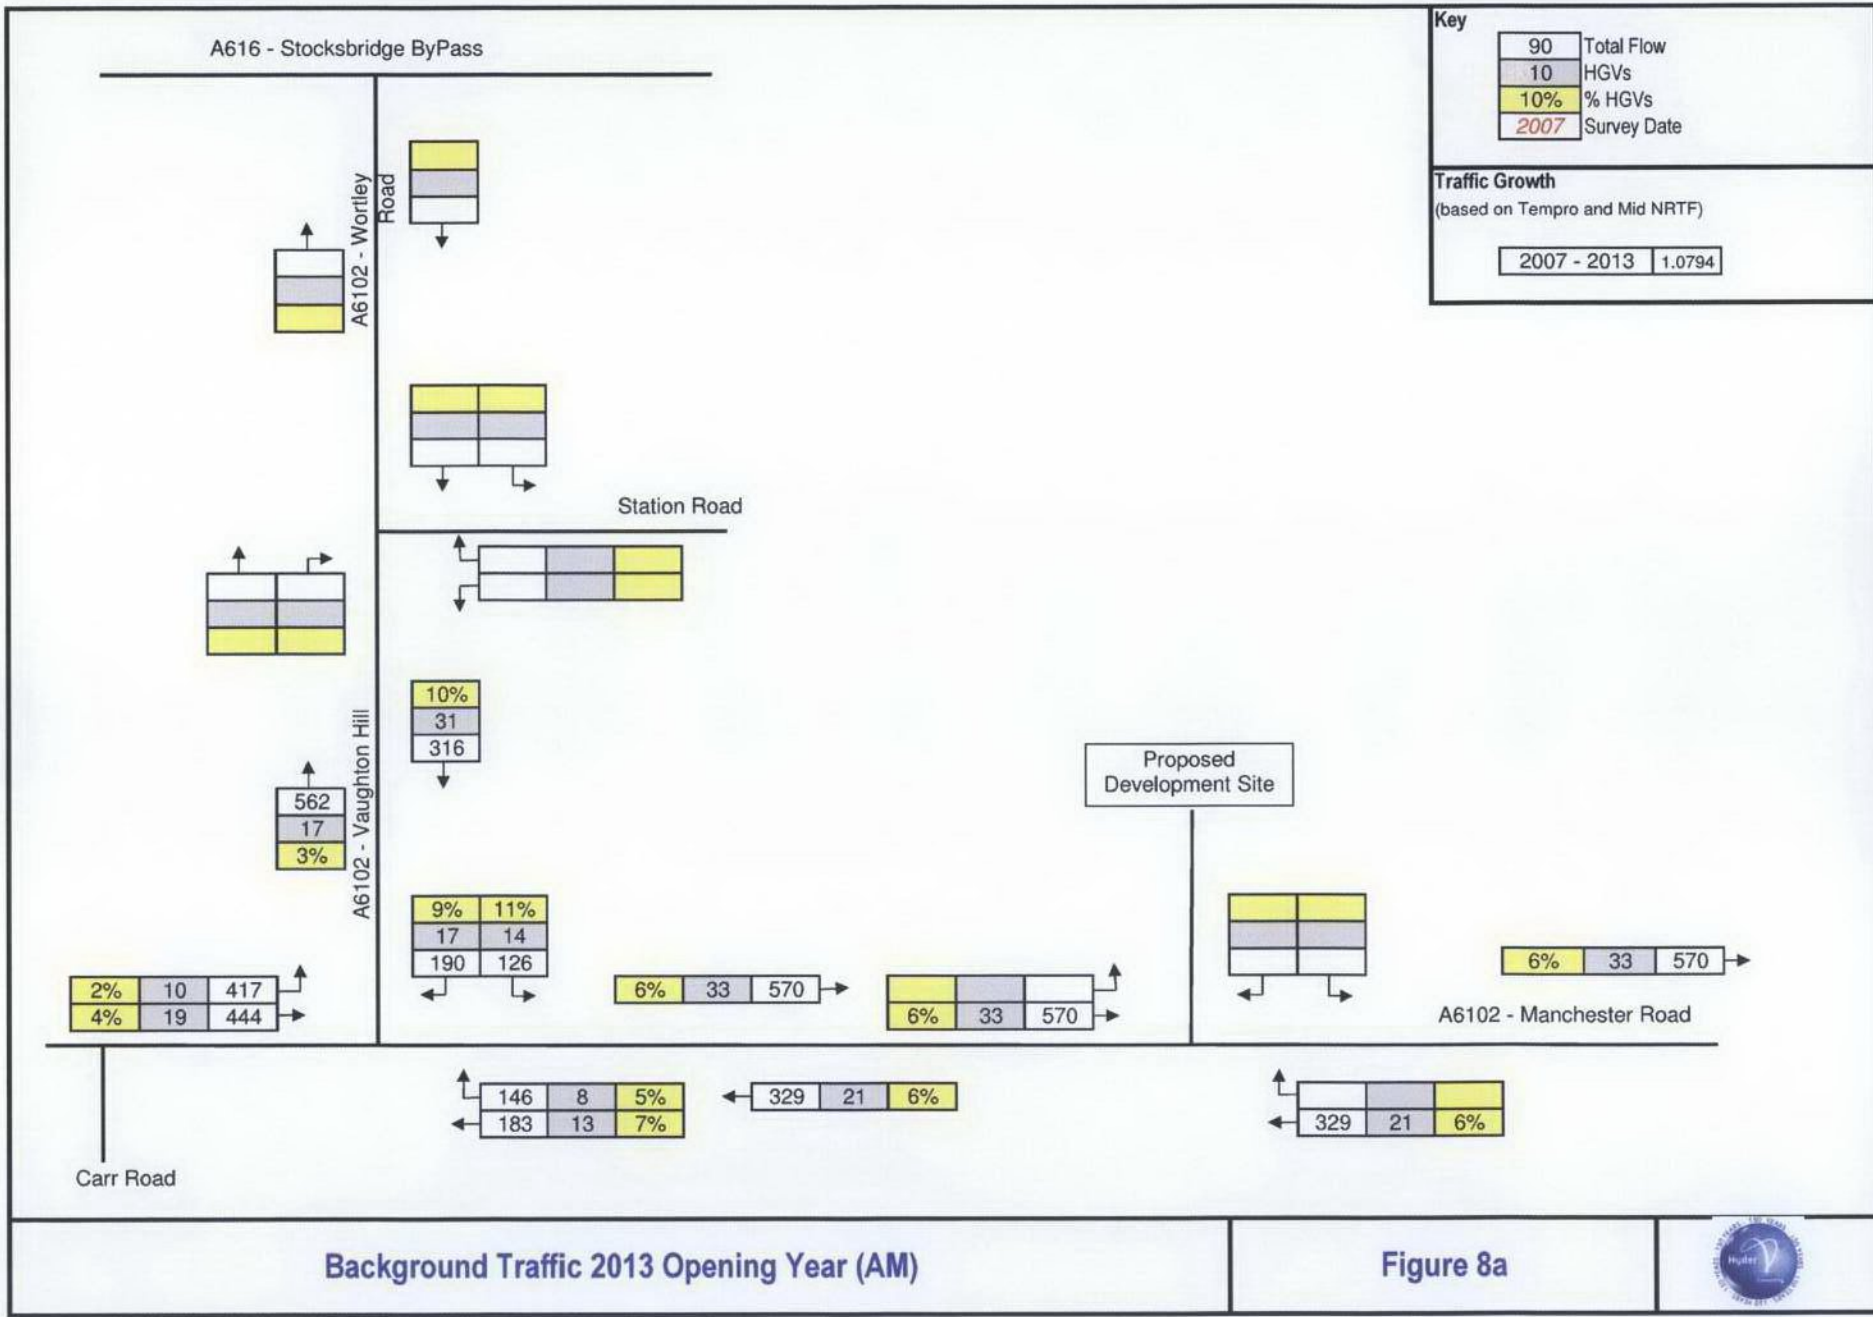 A616 - Stocksbridge ByPass
Key
90 Total Flow
10 HGVs
10% % HGVs
2007 Survey Date
Traffic Growth
(based on Tempro and Mid NRTF)
2007 - 2013 1.0794
A6102 - Wortley
Road
Station Road
A6102 - Vaughton Hill
10%
31
316
562
17
3%
Proposed
Development Site
9% 11%
17 14
190 126
2% 10 417
4% 19 444
6% 33 570
6% 33 570
6% 33 570
A6102 - Manchester Road
146 8 5%
183 13 7%
329 21 6%
329 21 6%
Carr Road
Background Traffic 2013 Opening Year (AM)
Figure 8a
Hyder